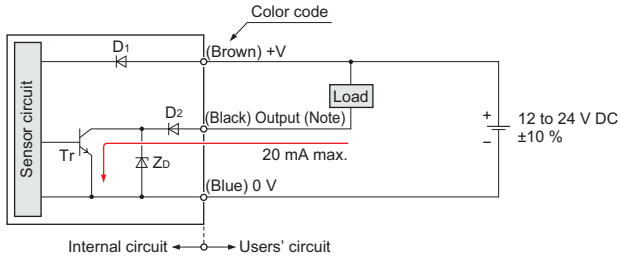 Color code
D1
(Brown) +V
Sensor circuit
Load
D2
(Black) Output (Note)
+
12 to 24 V DC
±10 %
−
Tr
ZD
20 mA max.
(Blue) 0 V
Internal circuit
Users' circuit